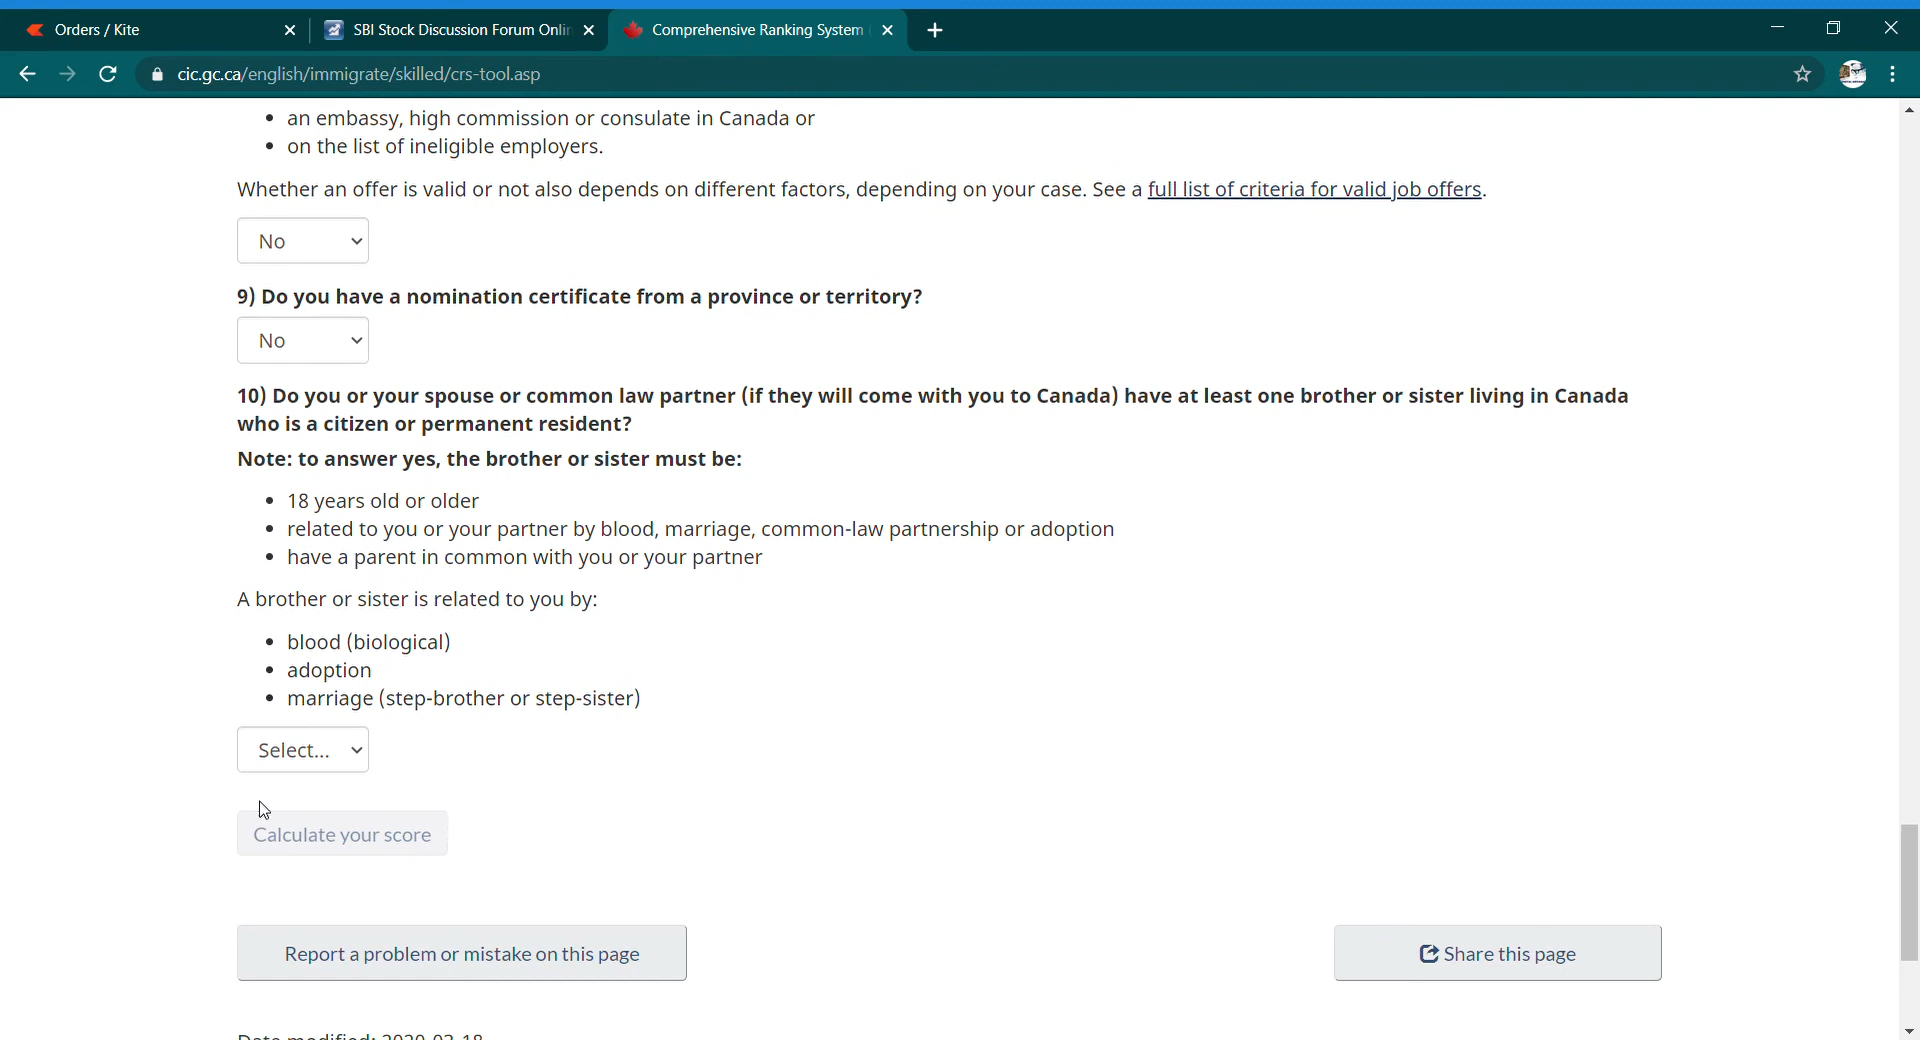 Orders / Kite
SBI Stock Discussion Forum Onlin
Comprehensive Ranking System
cic.gc.ca/english/immigrate/skilled/crs-tool.asp
• an embassy, high commission or consulate in Canada or
• on the list of ineligible employers.
Whether an offer is valid or not also depends on different factors, depending on your case. See a full list of criteria for valid job offers.
No
9) Do you have a nomination certificate from a province or territory?
No
10) Do you or your spouse or common law partner (if they will come with you to Canada) have at least one brother or sister living in Canada
who is a citizen or permanent resident?
Note: to answer yes, the brother or sister must be:
• 18 years old or older
• related to you or your partner by blood, marriage, common-law partnership or adoption
• have a parent in common with you or your partner
A brother or sister is related to you by:
• blood (biological)
• adoption
• marriage (step-brother or step-sister)
Select...
Calculate your score
Report a problem or mistake on this page
Share this page
Date modified: 2020-03-18